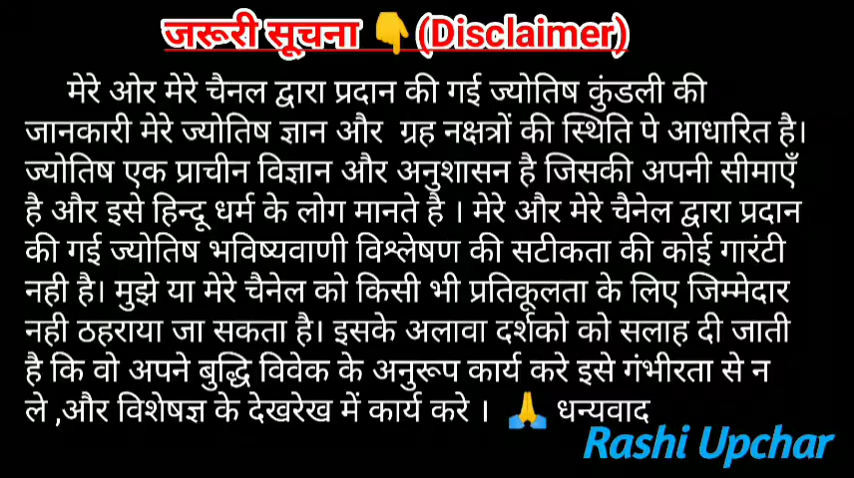 जरूरी सूचना 👇 (Disclaimer)
मेरे ओर मेरे चैनल द्वारा प्रदान की गई ज्योतिष कुंडली की
जानकारी मेरे ज्योतिष ज्ञान और ग्रह नक्षत्रों की स्थिति पे आधारित है।
ज्योतिष एक प्राचीन विज्ञान और अनुशासन है जिसकी अपनी सीमाएँ
है और इसे हिन्दू धर्म के लोग मानते है । मेरे और मेरे चैनेल द्वारा प्रदान
की गई ज्योतिष भविष्यवाणी विश्लेषण की सटीकता की कोई गारंटी
नही है। मुझे या मेरे चैनेल को किसी भी प्रतिकूलता के लिए जिम्मेदार
नही ठहराया जा सकता है। इसके अलावा दर्शको को सलाह दी जाती
है कि वो अपने बुद्धि विवेक के अनुरूप कार्य करे इसे गंभीरता से न
ले ,और विशेषज्ञ के देखरेख में कार्य करे । 🙏 धन्यवाद
Rashi Upchar